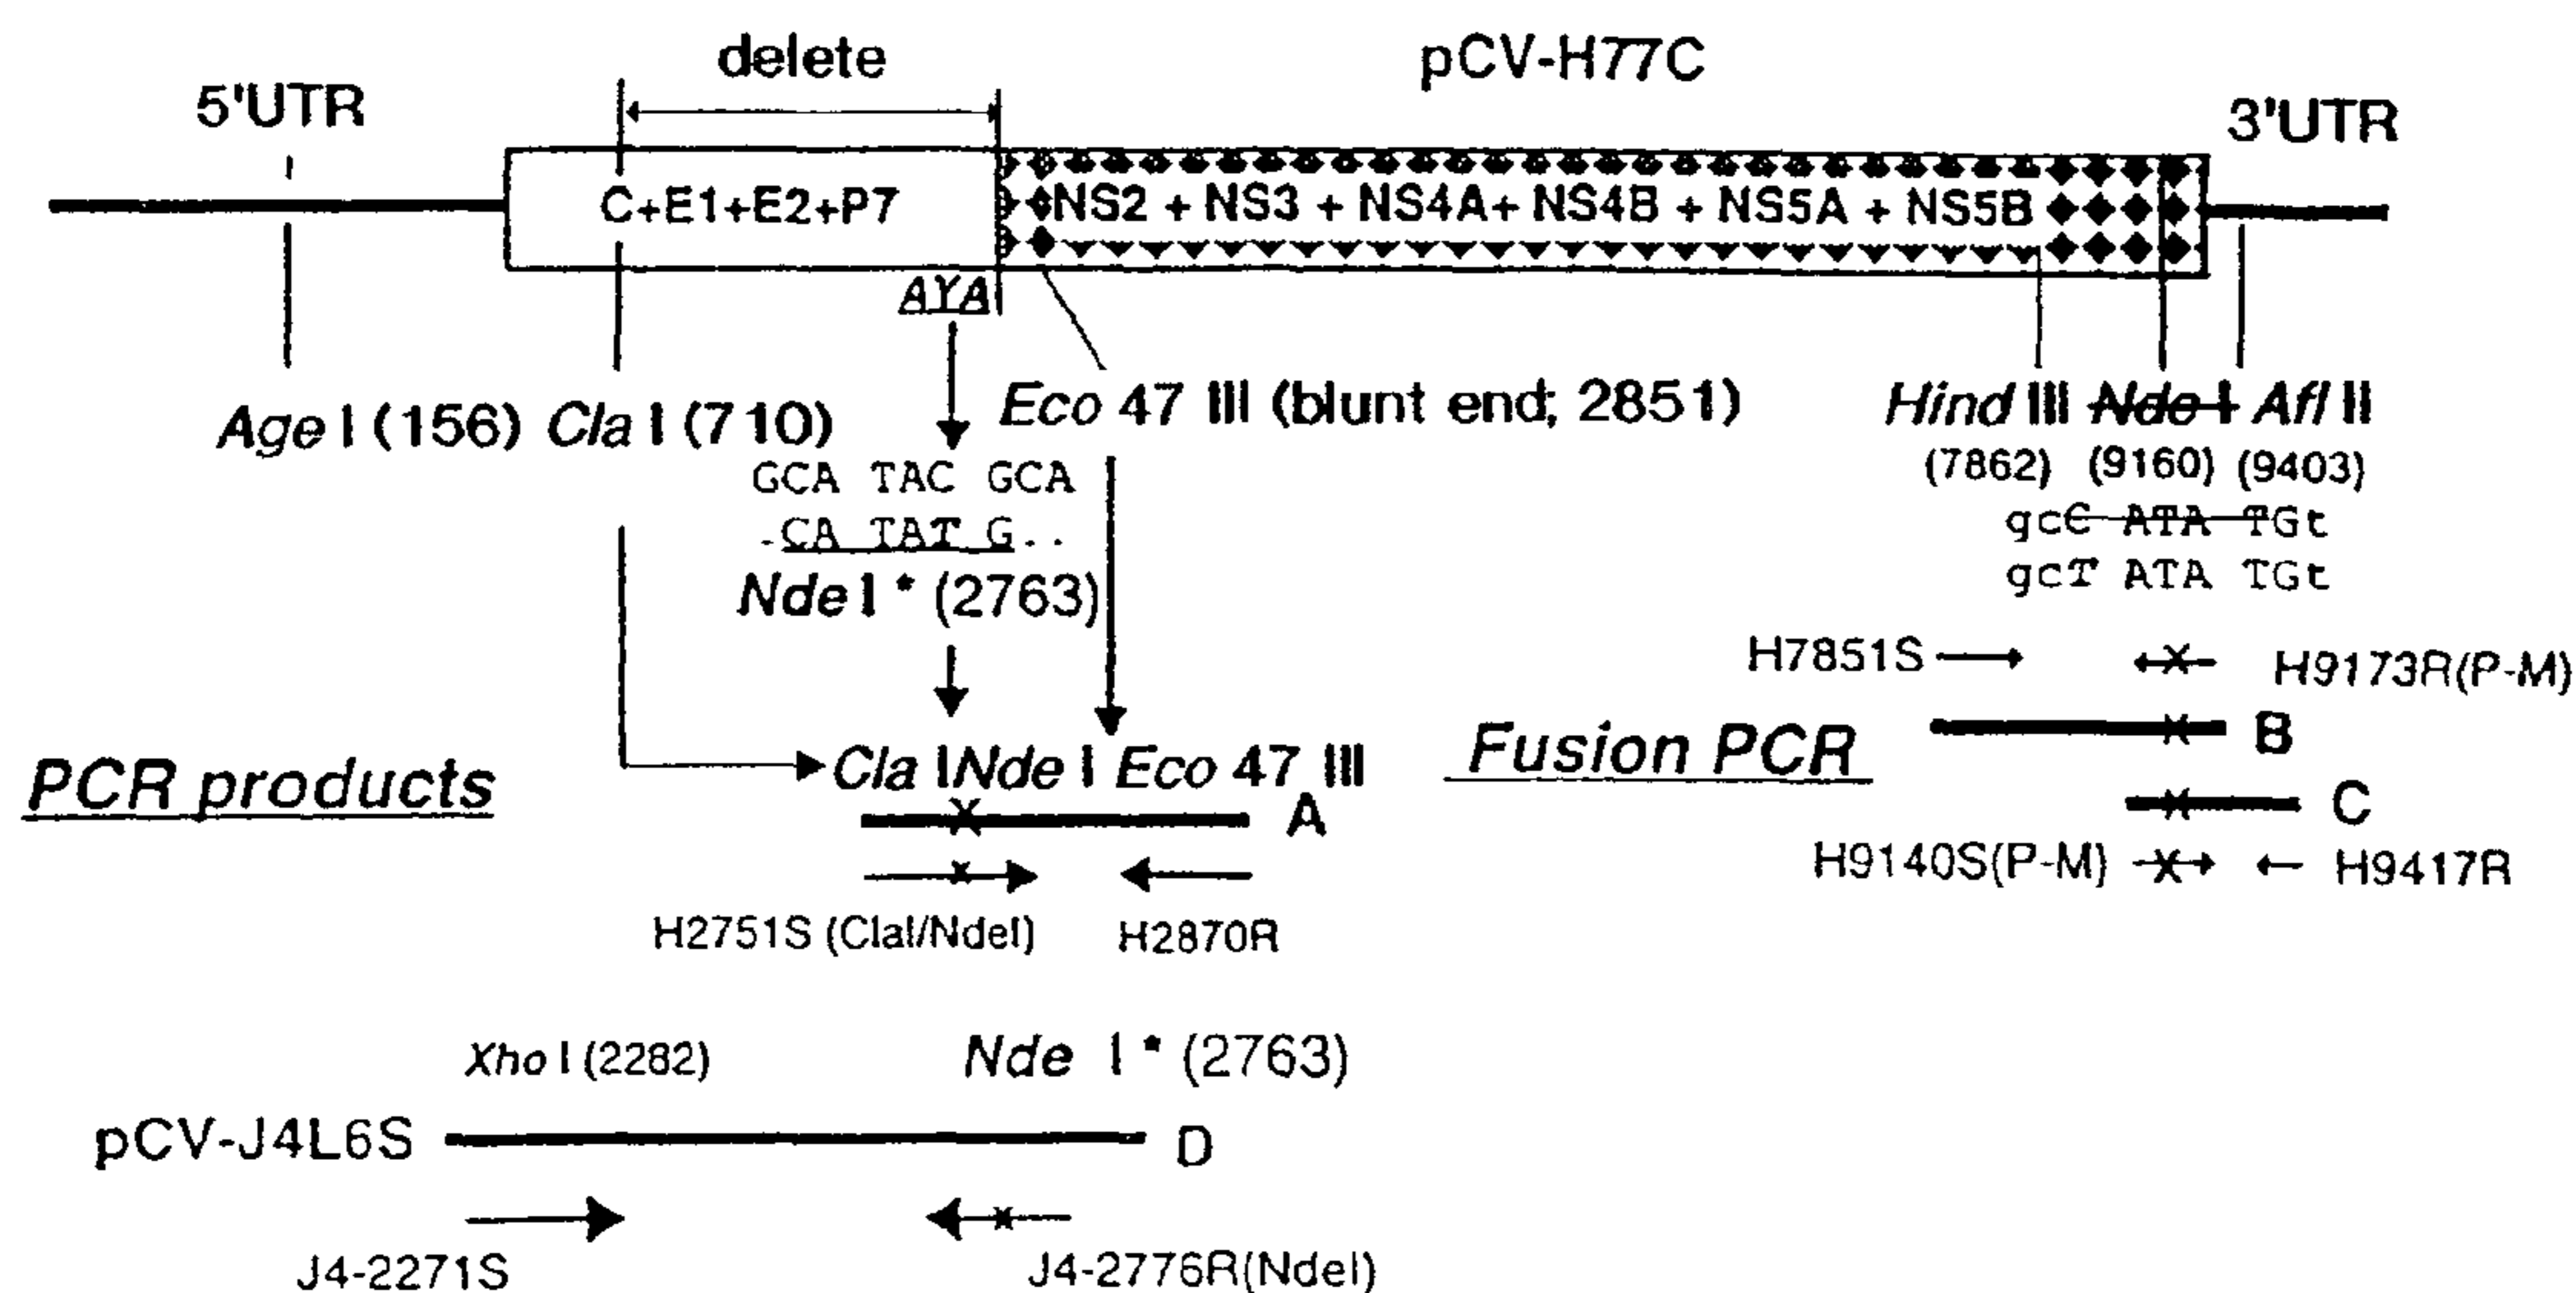 delete
pCV-H77C
5'UTR
3'UTR
C+E1+E2+P7
NS2 + NS3 + NS4A+ NS4B + NS5A + NS5B
AYA
Age I (156) Cla I (710)
Eco 47 III (blunt end; 2851)
Hind III Nde I Afl II
(7862) (9160) (9403)
GCA TAC GCA
-CA TAT G..
Nde I * (2763)
gcC ATA TGt
gcT ATA TGt
H7851S
H9173R(P-M)
B
Fusion PCR
C
H9140S(P-M)
H9417R
PCR products
Cla I Nde I Eco 47 III
A
H2751S (ClaI/NdeI)
H2870R
Xho I (2282)
Nde I * (2763)
pCV-J4L6S
D
J4-2271S
J4-2776R(NdeI)